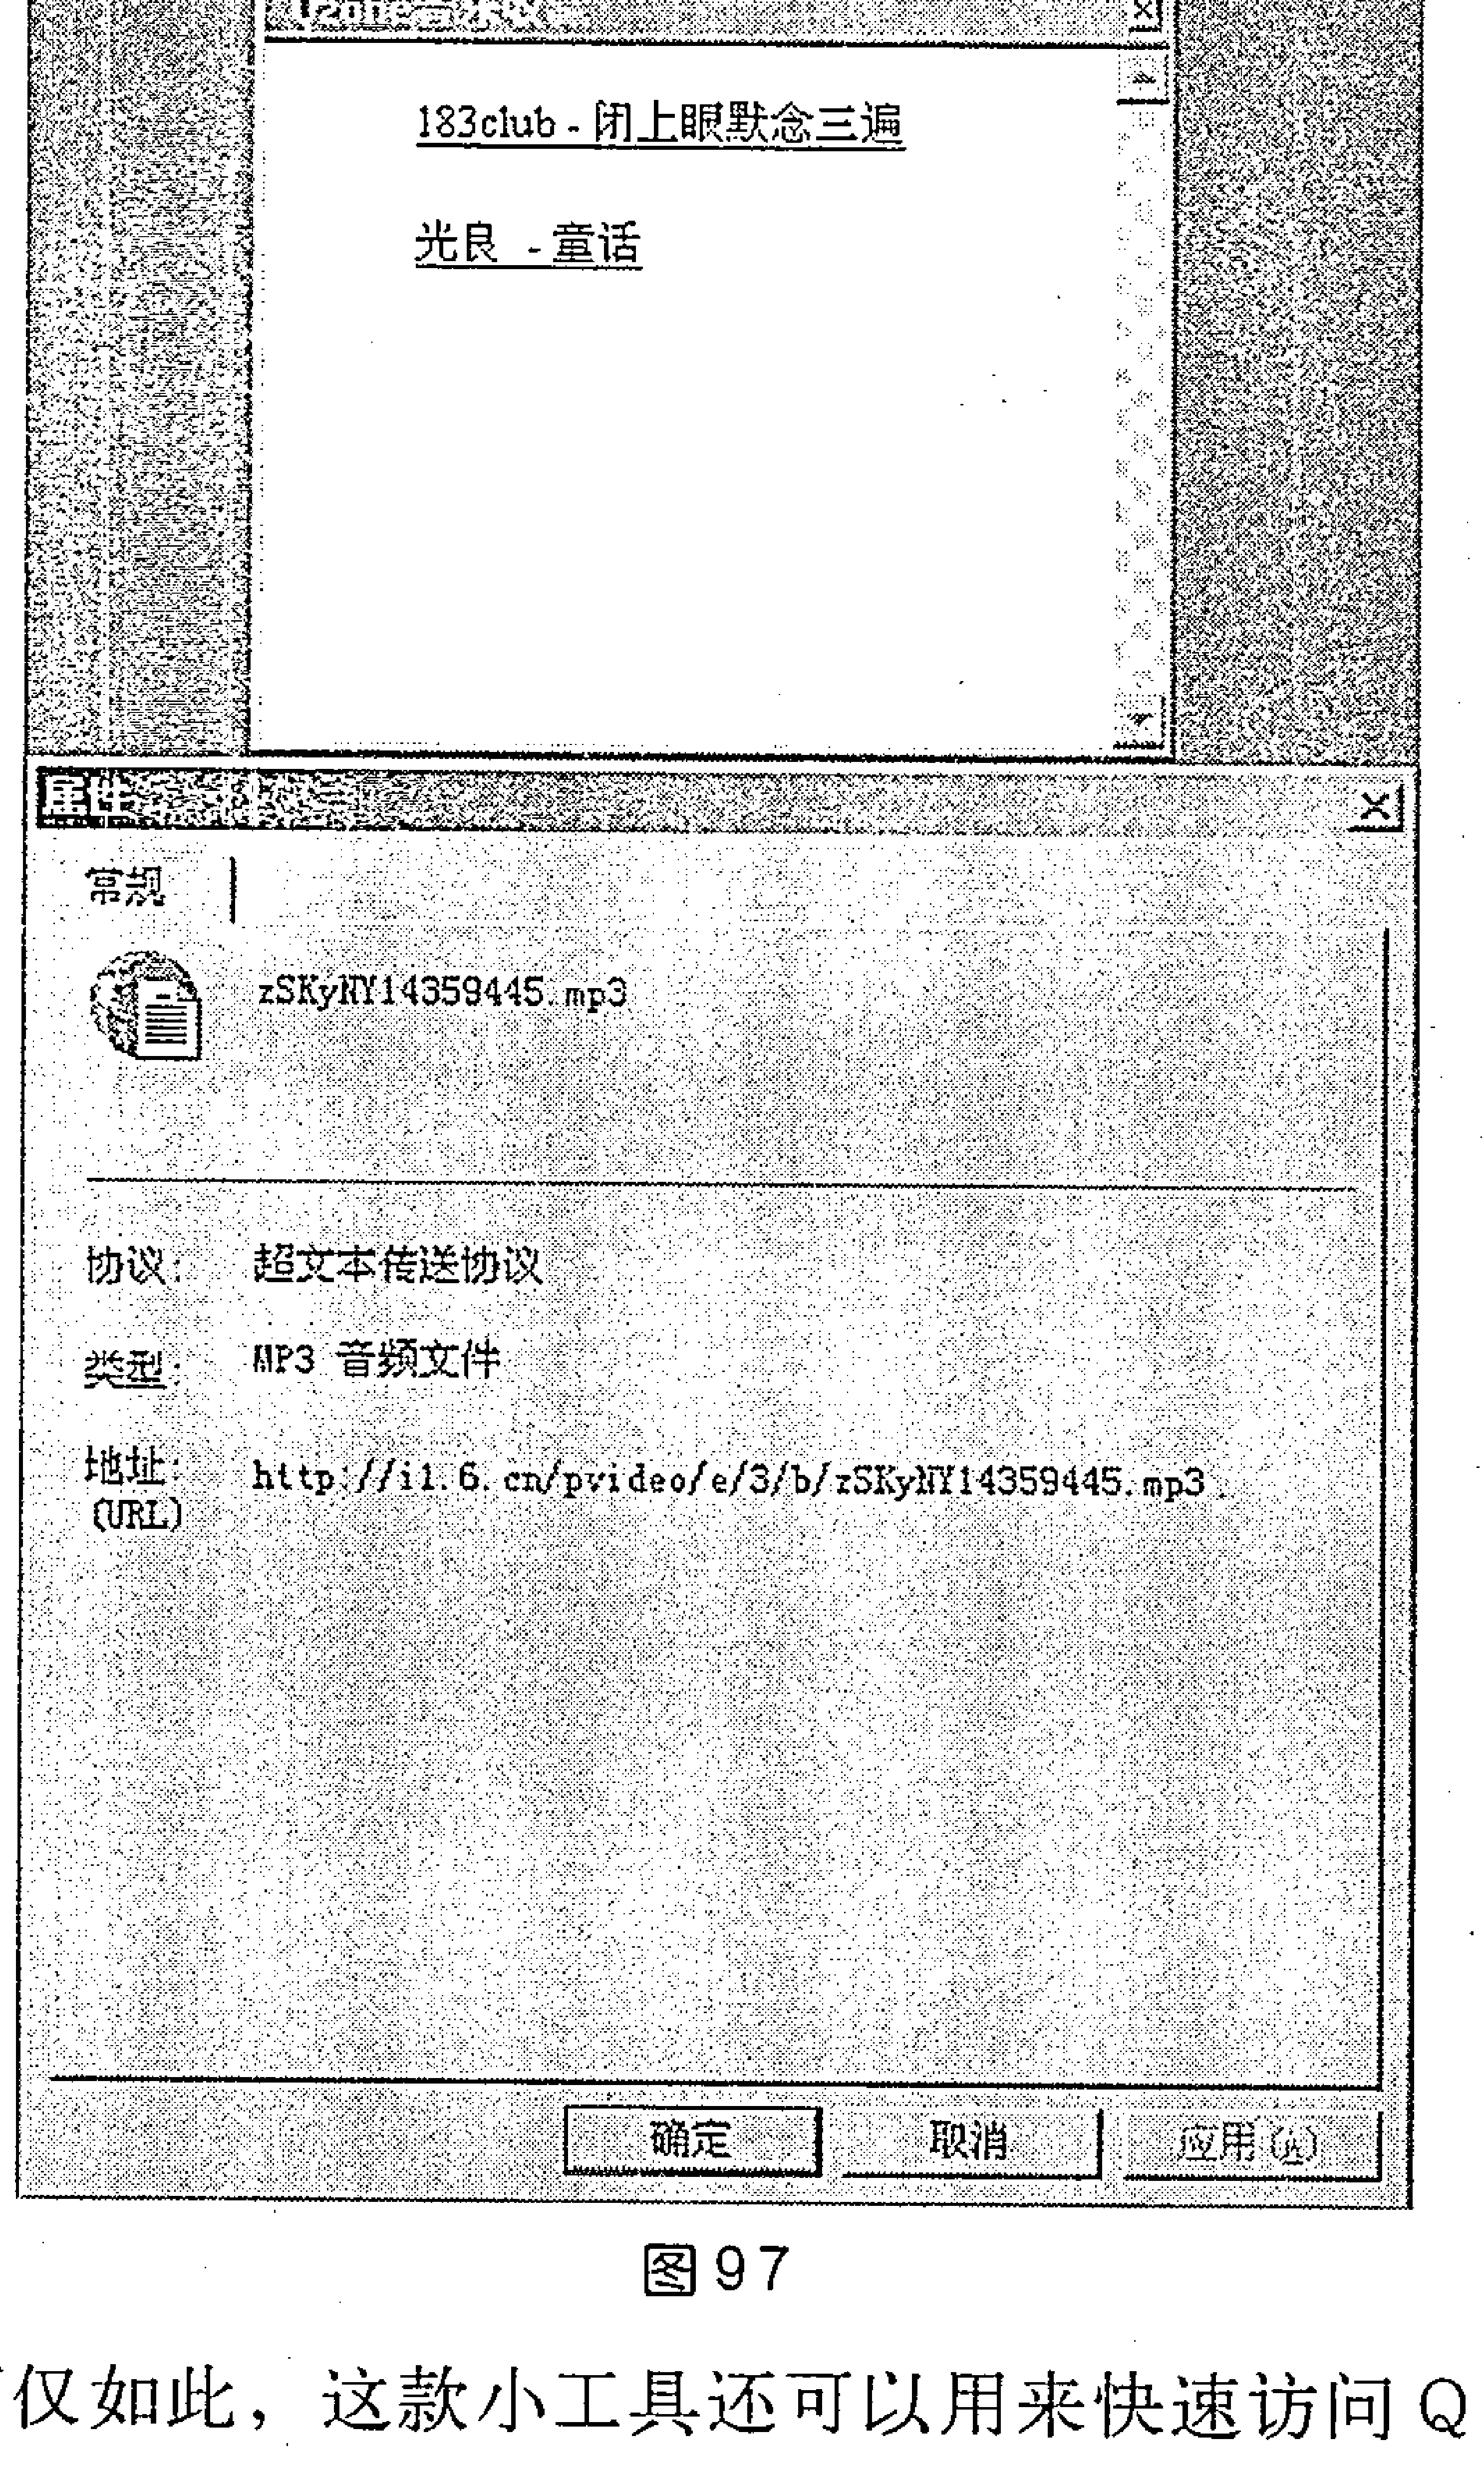 183club - 闭上眼默念三遍
光良 - 童话
属性
常规
zSKyNY14359445.mp3
协议: 超文本传送协议
类型: MP3 音频文件
地址: (URL) http://i1.6.cn/pvideo/e/3/b/zSKyNY14359445.mp3
确定 取消 应用(A)
图97
仅如此，这款小工具还可以用来快速访问 Q